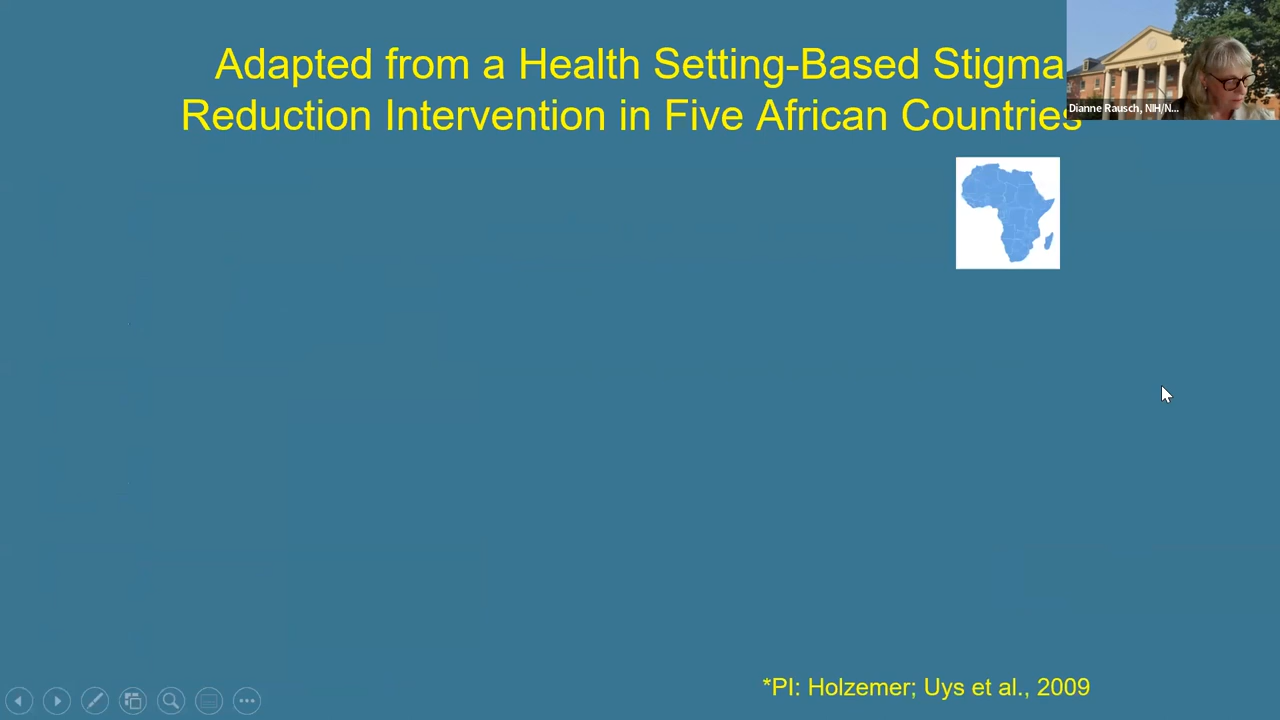 Adapted from a Health Setting-Based Stigma
Reduction Intervention in Five African Countries
Dianne Rausch, NIH/N...
*PI: Holzemer; Uys et al., 2009